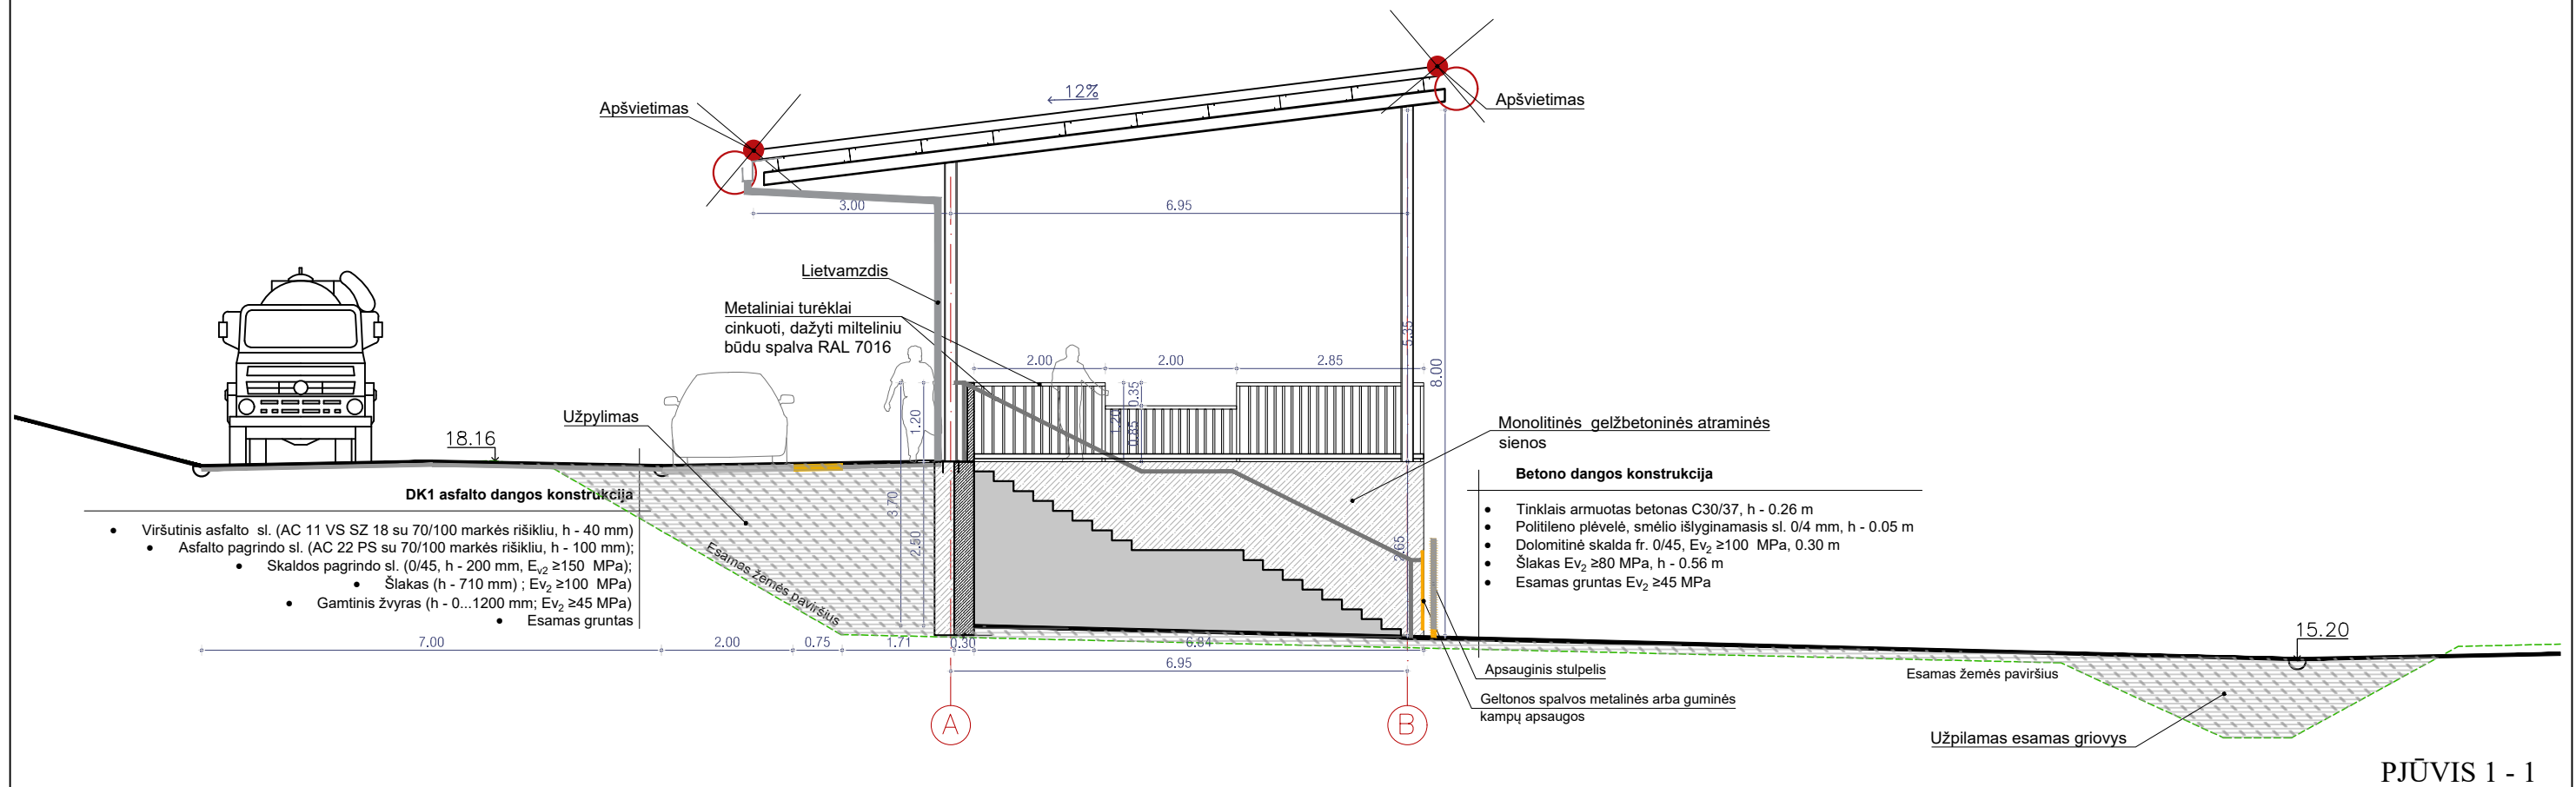 12%
Apšvietimas
Apšvietimas
3.00
6.95
Lietvamzdis
Metaliniai turėklai
cinkuoti, dažyti milteliniu
būdu spalva RAL 7016
5.35
8.00
2.00
2.00
2.85
1.20
1.20
0.35
0.85
Užpylimas
18.16
Monolitinės gelžbetoninės atraminės
sienos
Betono dangos konstrukcija
• Tinklais armuotas betonas C30/37, h - 0.26 m
• Politileno plėvelė, smėlio išlyginamasis sl. 0/4 mm, h - 0.05 m
• Dolomitinė skalda fr. 0/45, Ev₂ ≥100 MPa, 0.30 m
• Šlakas Ev₂ ≥80 MPa, h - 0.56 m
• Esamas gruntas Ev₂ ≥45 MPa
DK1 asfalto dangos konstrukcija
• Viršutinis asfalto sl. (AC 11 VS SZ 18 su 70/100 markės rišikliu, h - 40 mm)
• Asfalto pagrindo sl. (AC 22 PS su 70/100 markės rišikliu, h - 100 mm);
• Skaldos pagrindo sl. (0/45, h - 200 mm, Eᵥ₂ ≥150 MPa);
• Šlakas (h - 710 mm) ; Ev₂ ≥100 MPa)
• Gamtinis žvyras (h - 0...1200 mm; Ev₂ ≥45 MPa)
• Esamas gruntas
3.70
2.50
2.65
Esamas žemės paviršius
7.00
2.00
0.75
1.71
0.30
6.84
6.95
15.20
Apsauginis stulpelis
Esamas žemės paviršius
Geltonos spalvos metalinės arba guminės
kampų apsaugos
A
B
Užpilamas esamas griovys
PJŪVIS 1 - 1